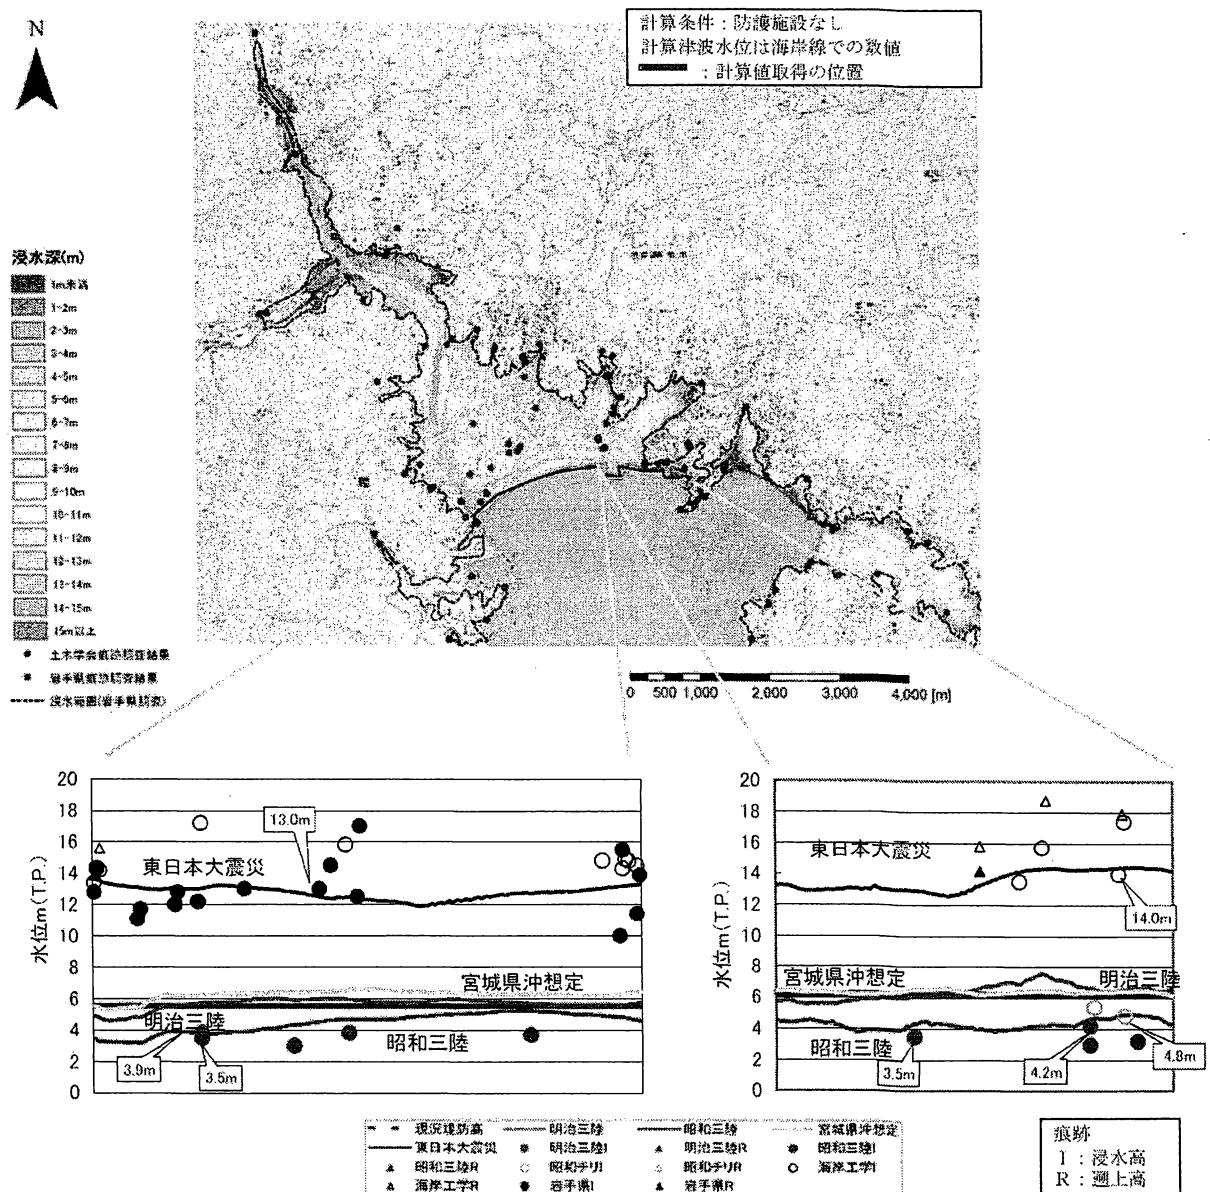 N
計算条件：防護施設なし
計算津波水位は海岸線での数値
：計算値取得の位置
浸水深(m)
1m未満
1-2m
2-3m
3-4m
4-5m
5-6m
6-7m
7-8m
8-9m
9-10m
10-11m
11-12m
12-13m
13-14m
14-15m
15m以上
土木学会痕跡調査結果
岩手県痕跡調査結果
浸水範囲(岩手県調査)
0 500 1,000 2,000 3,000 4,000 [m]
水位m(T.P.)
20
18
16
14
12
10
8
6
4
2
0
13.0m
東日本大震災
宮城県沖想定
明治三陸
昭和三陸
3.9m
3.5m
水位m(T.P.)
20
18
16
14
12
10
8
6
4
2
0
東日本大震災
14.0m
宮城県沖想定
明治三陸
昭和三陸
3.5m
4.2m
4.8m
現況堤防高 明治三陸 昭和三陸 宮城県沖想定
東日本大震災 明治三陸I 明治三陸R 昭和三陸I
昭和三陸R 昭和チリI 昭和チリR 海岸工学I
海岸工学R 岩手県I 岩手県R
痕跡
I：浸水高
R：遡上高